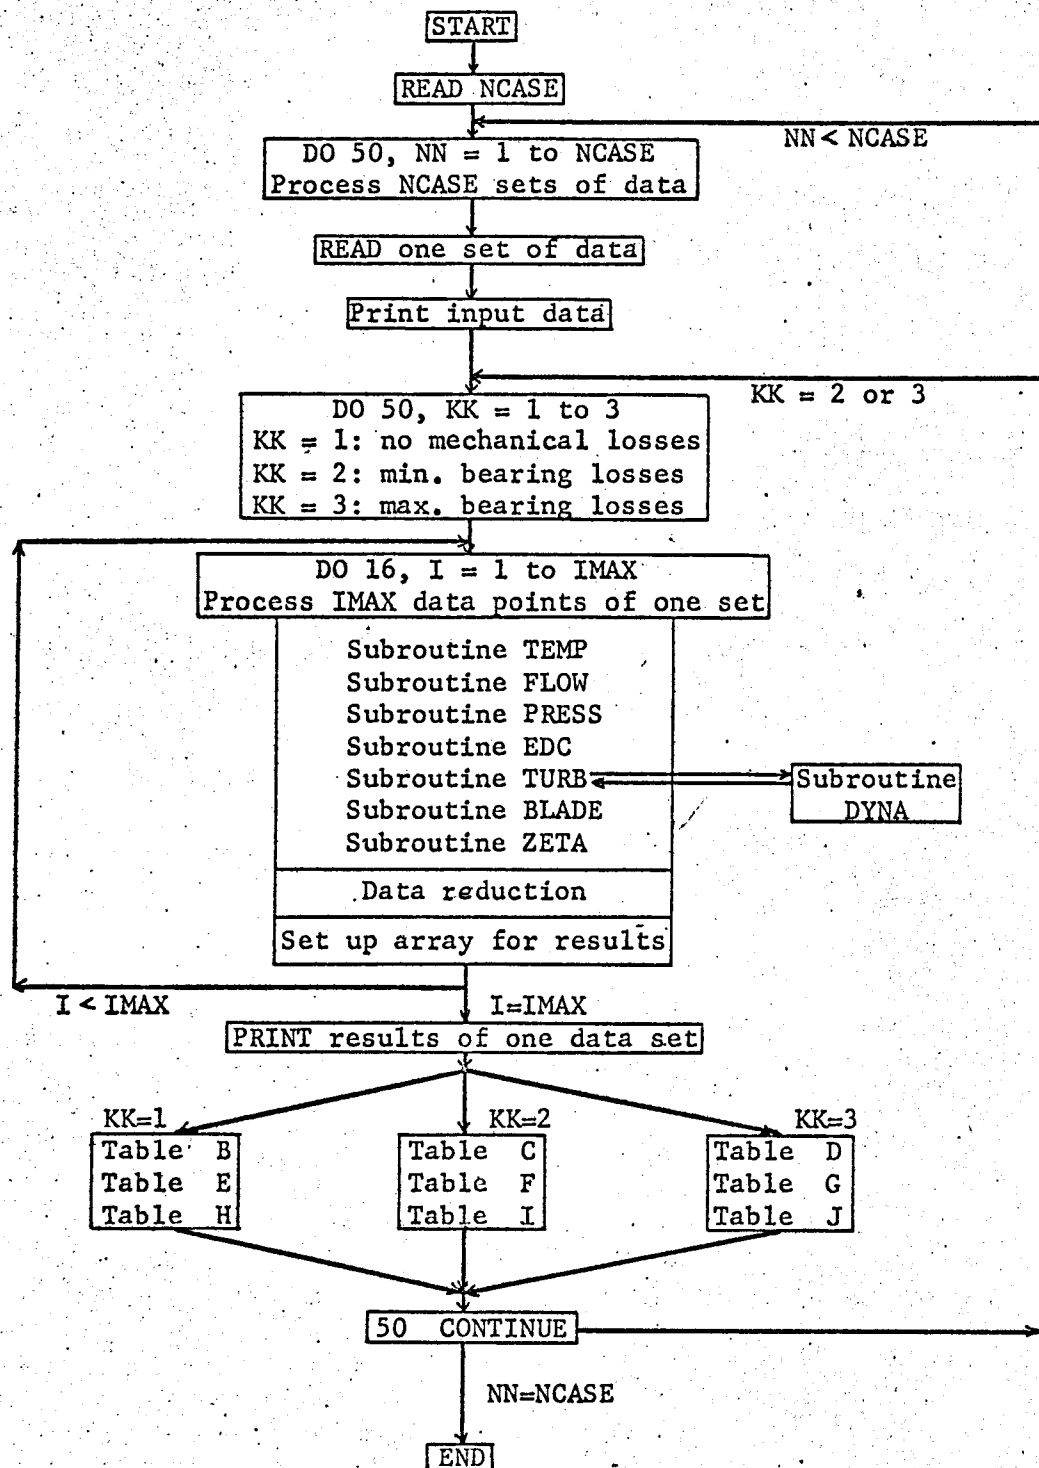 START
READ NCASE
NN < NCASE
DO 50, NN = 1 to NCASE
Process NCASE sets of data
READ one set of data
Print input data
KK = 2 or 3
DO 50, KK = 1 to 3
KK = 1: no mechanical losses
KK = 2: min. bearing losses
KK = 3: max. bearing losses
DO 16, I = 1 to IMAX
Process IMAX data points of one set
Subroutine TEMP
Subroutine FLOW
Subroutine PRESS
Subroutine EDC
Subroutine TURB
Subroutine BLADE
Subroutine ZETA
Subroutine
DYNA
Data reduction
Set up array for results
I < IMAX
I=IMAX
PRINT results of one data set
KK=1
Table B
Table E
Table H
KK=2
Table C
Table F
Table I
KK=3
Table D
Table G
Table J
50 CONTINUE
NN=NCASE
END